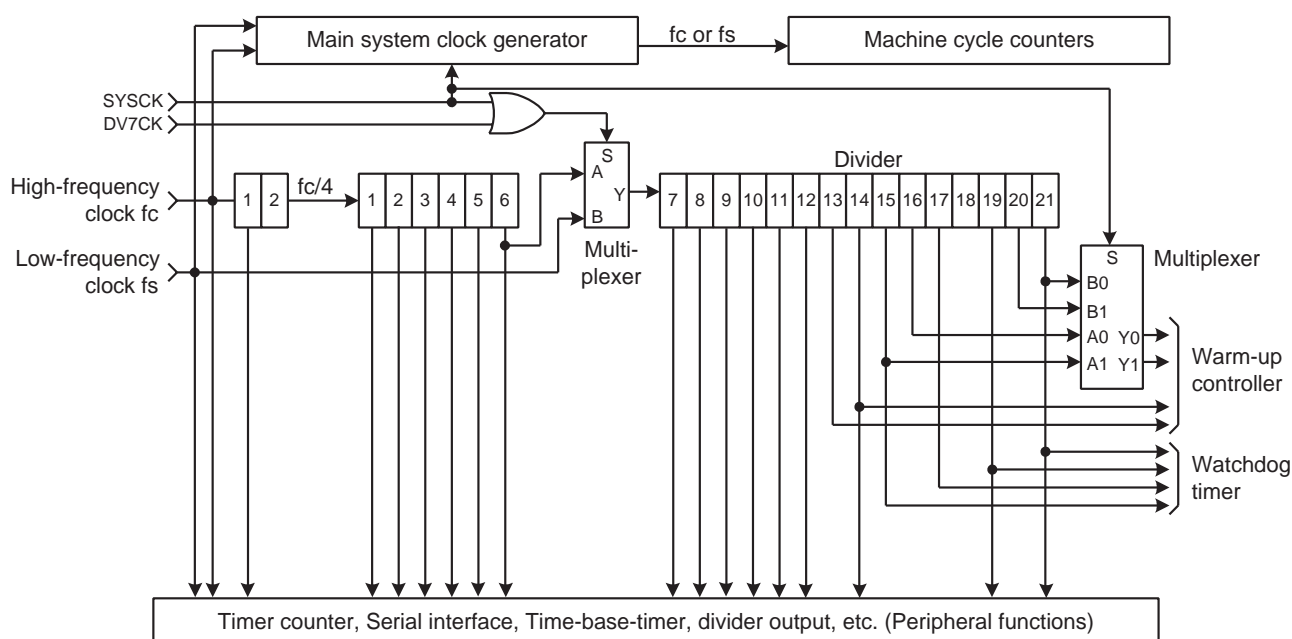 Main system clock generator
fc or fs
Machine cycle counters
SYSCK
DV7CK
High-frequency
clock fc
1 2
fc/4
1 2 3 4 5 6
S
A
Y
B
Multi-
plexer
Divider
7 8 9 10 11 12 13 14 15 16 17 18 19 20 21
Low-frequency
clock fs
S
Multiplexer
B0
B1
A0 Y0
A1 Y1
Warm-up
controller
Watchdog
timer
Timer counter, Serial interface, Time-base-timer, divider output, etc. (Peripheral functions)